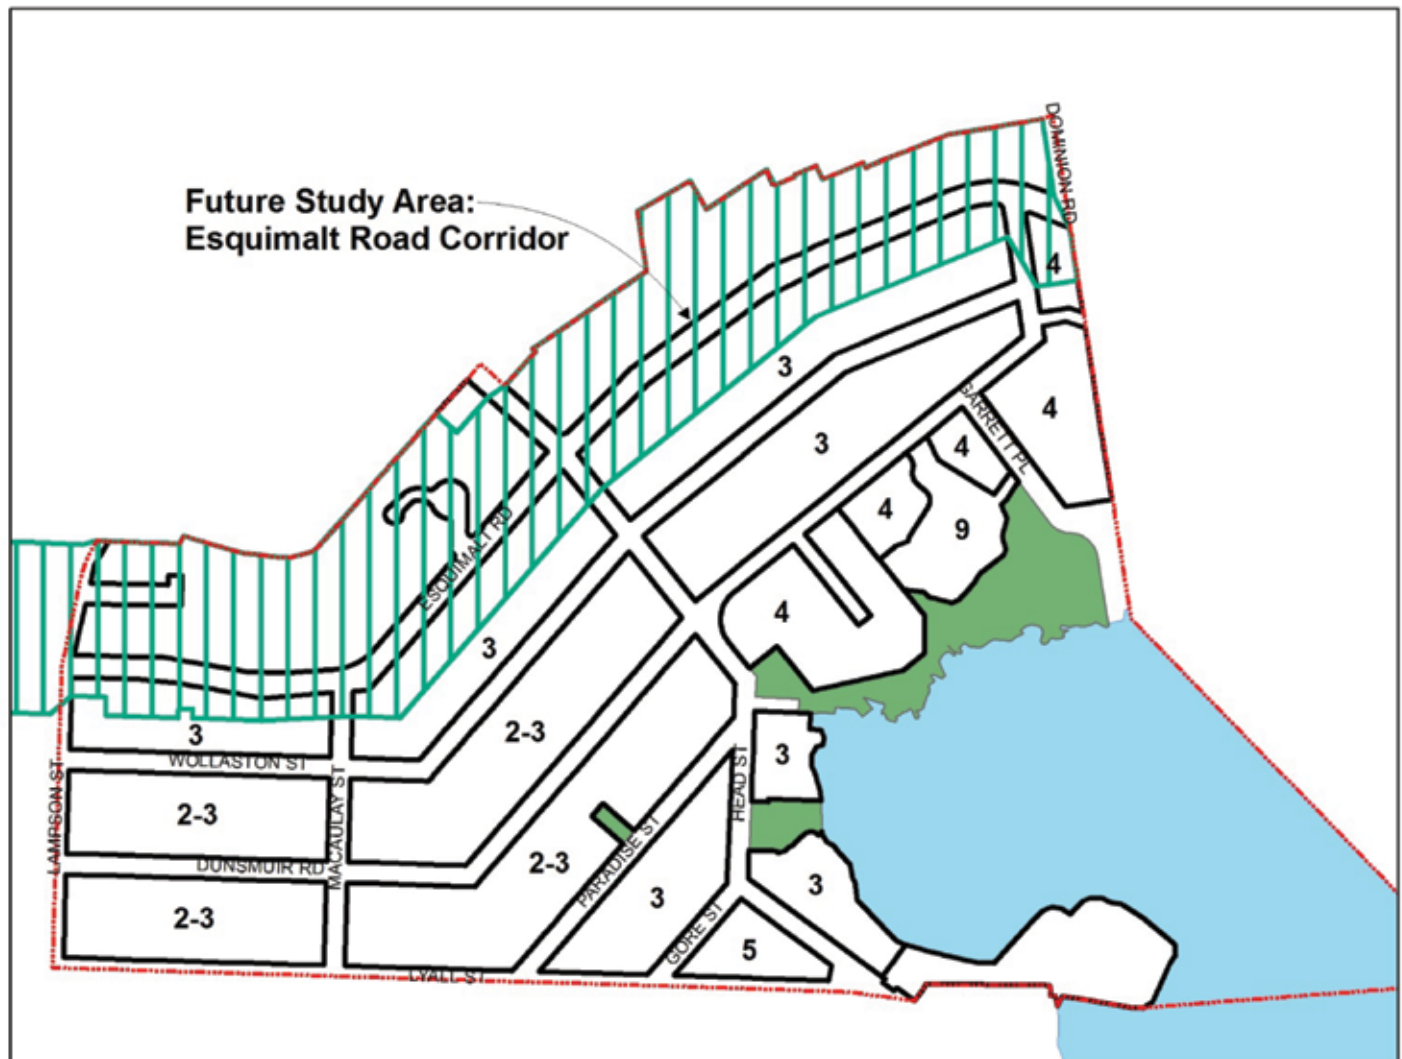 DOMINION RD
Future Study Area:
Esquimalt Road Corridor
4
3
GARRETT PL
4
3
4
4
9
ESQUIMALT RD
4
3
2-3
3
WOLLASTON ST
3
HEAD ST
LAMPSON ST
MACAULAY ST
2-3
PARADISE ST
2-3
DUNSMUIR RD
3
3
2-3
GORE ST
5
LYALL ST